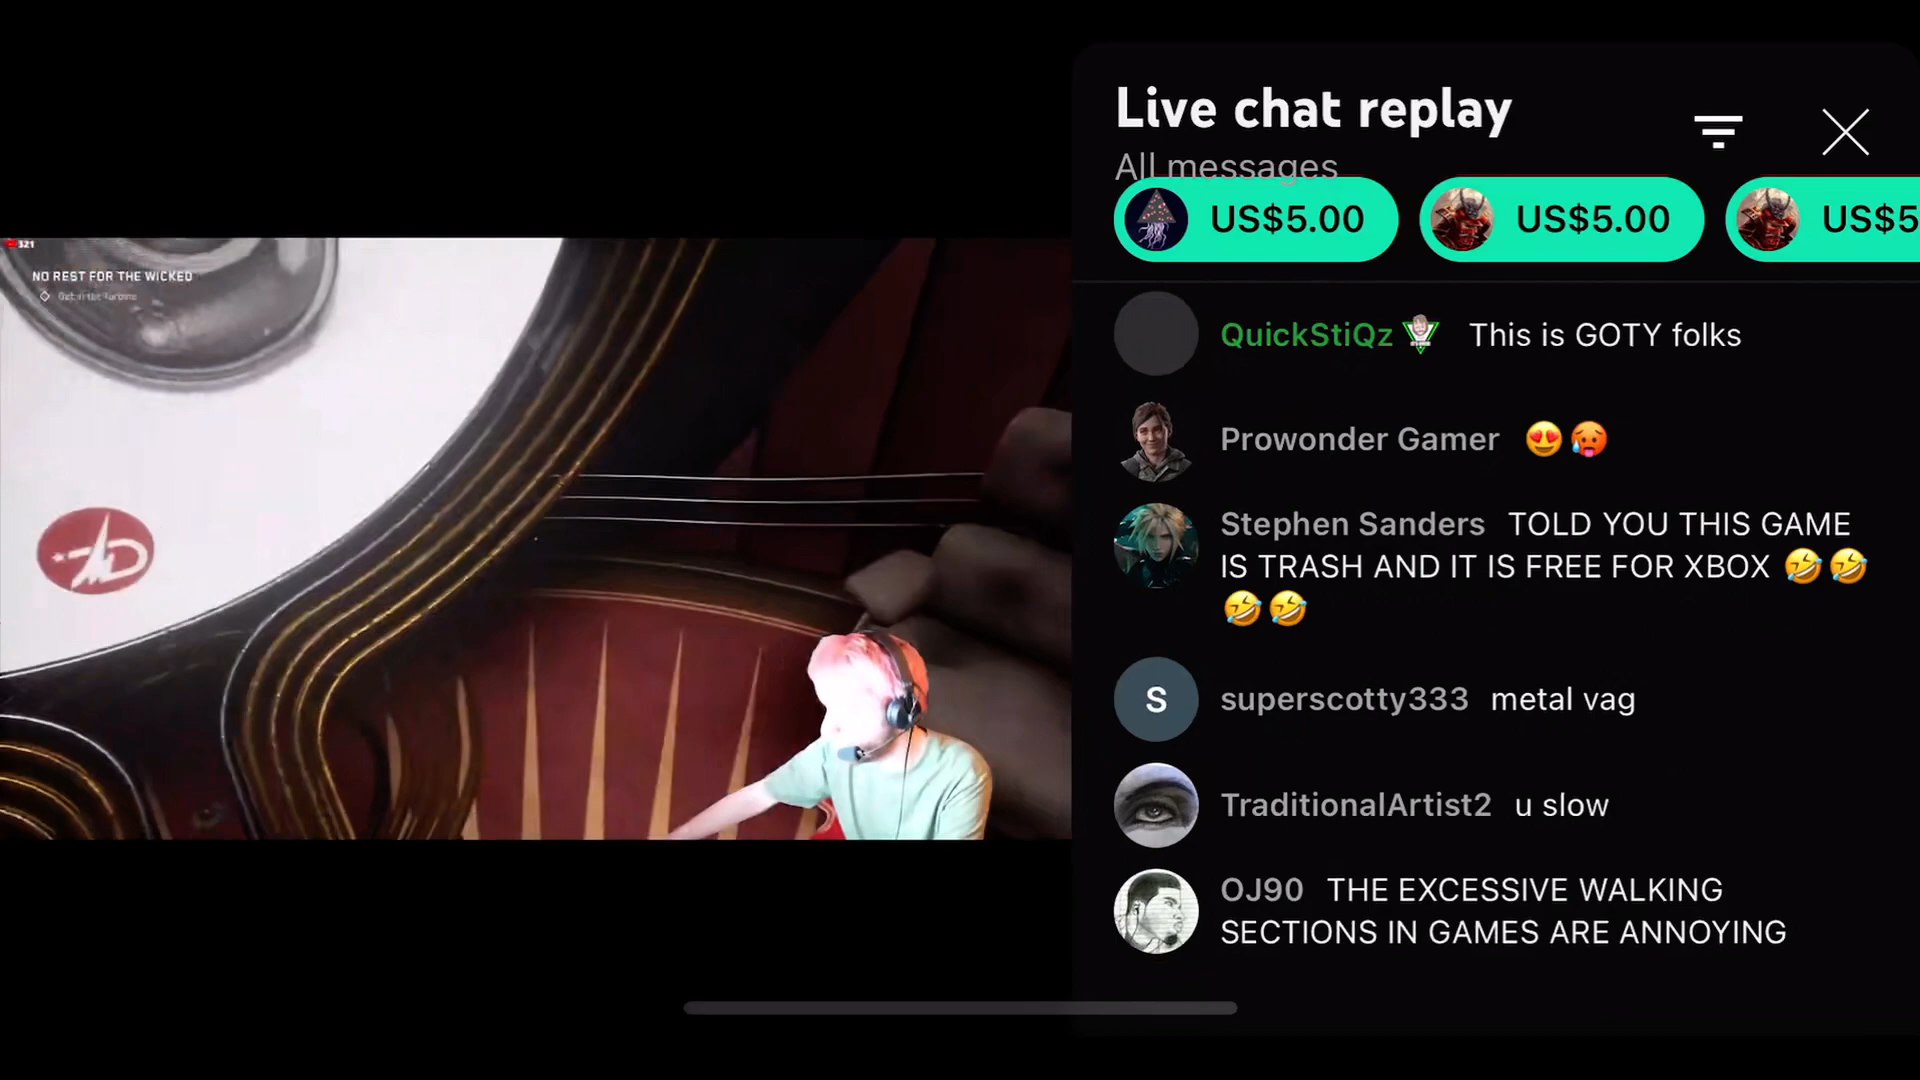 321
NO REST FOR THE WICKED
Live chat replay
All messages
US$5.00
US$5.00
US$5
QuickStiQz This is GOTY folks
Prowonder Gamer 😍🥵
Stephen Sanders TOLD YOU THIS GAME
IS TRASH AND IT IS FREE FOR XBOX 🤣🤣
🤣🤣
S
superscotty333 metal vag
TraditionalArtist2 u slow
OJ90 THE EXCESSIVE WALKING
SECTIONS IN GAMES ARE ANNOYING